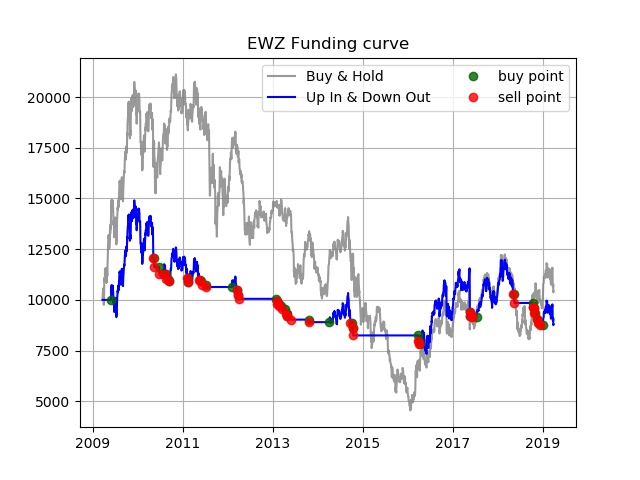 EWZ Funding curve
Buy & Hold
Up In & Down Out
buy point
sell point
20000
17500
15000
12500
10000
7500
5000
2009 2011 2013 2015 2017 2019